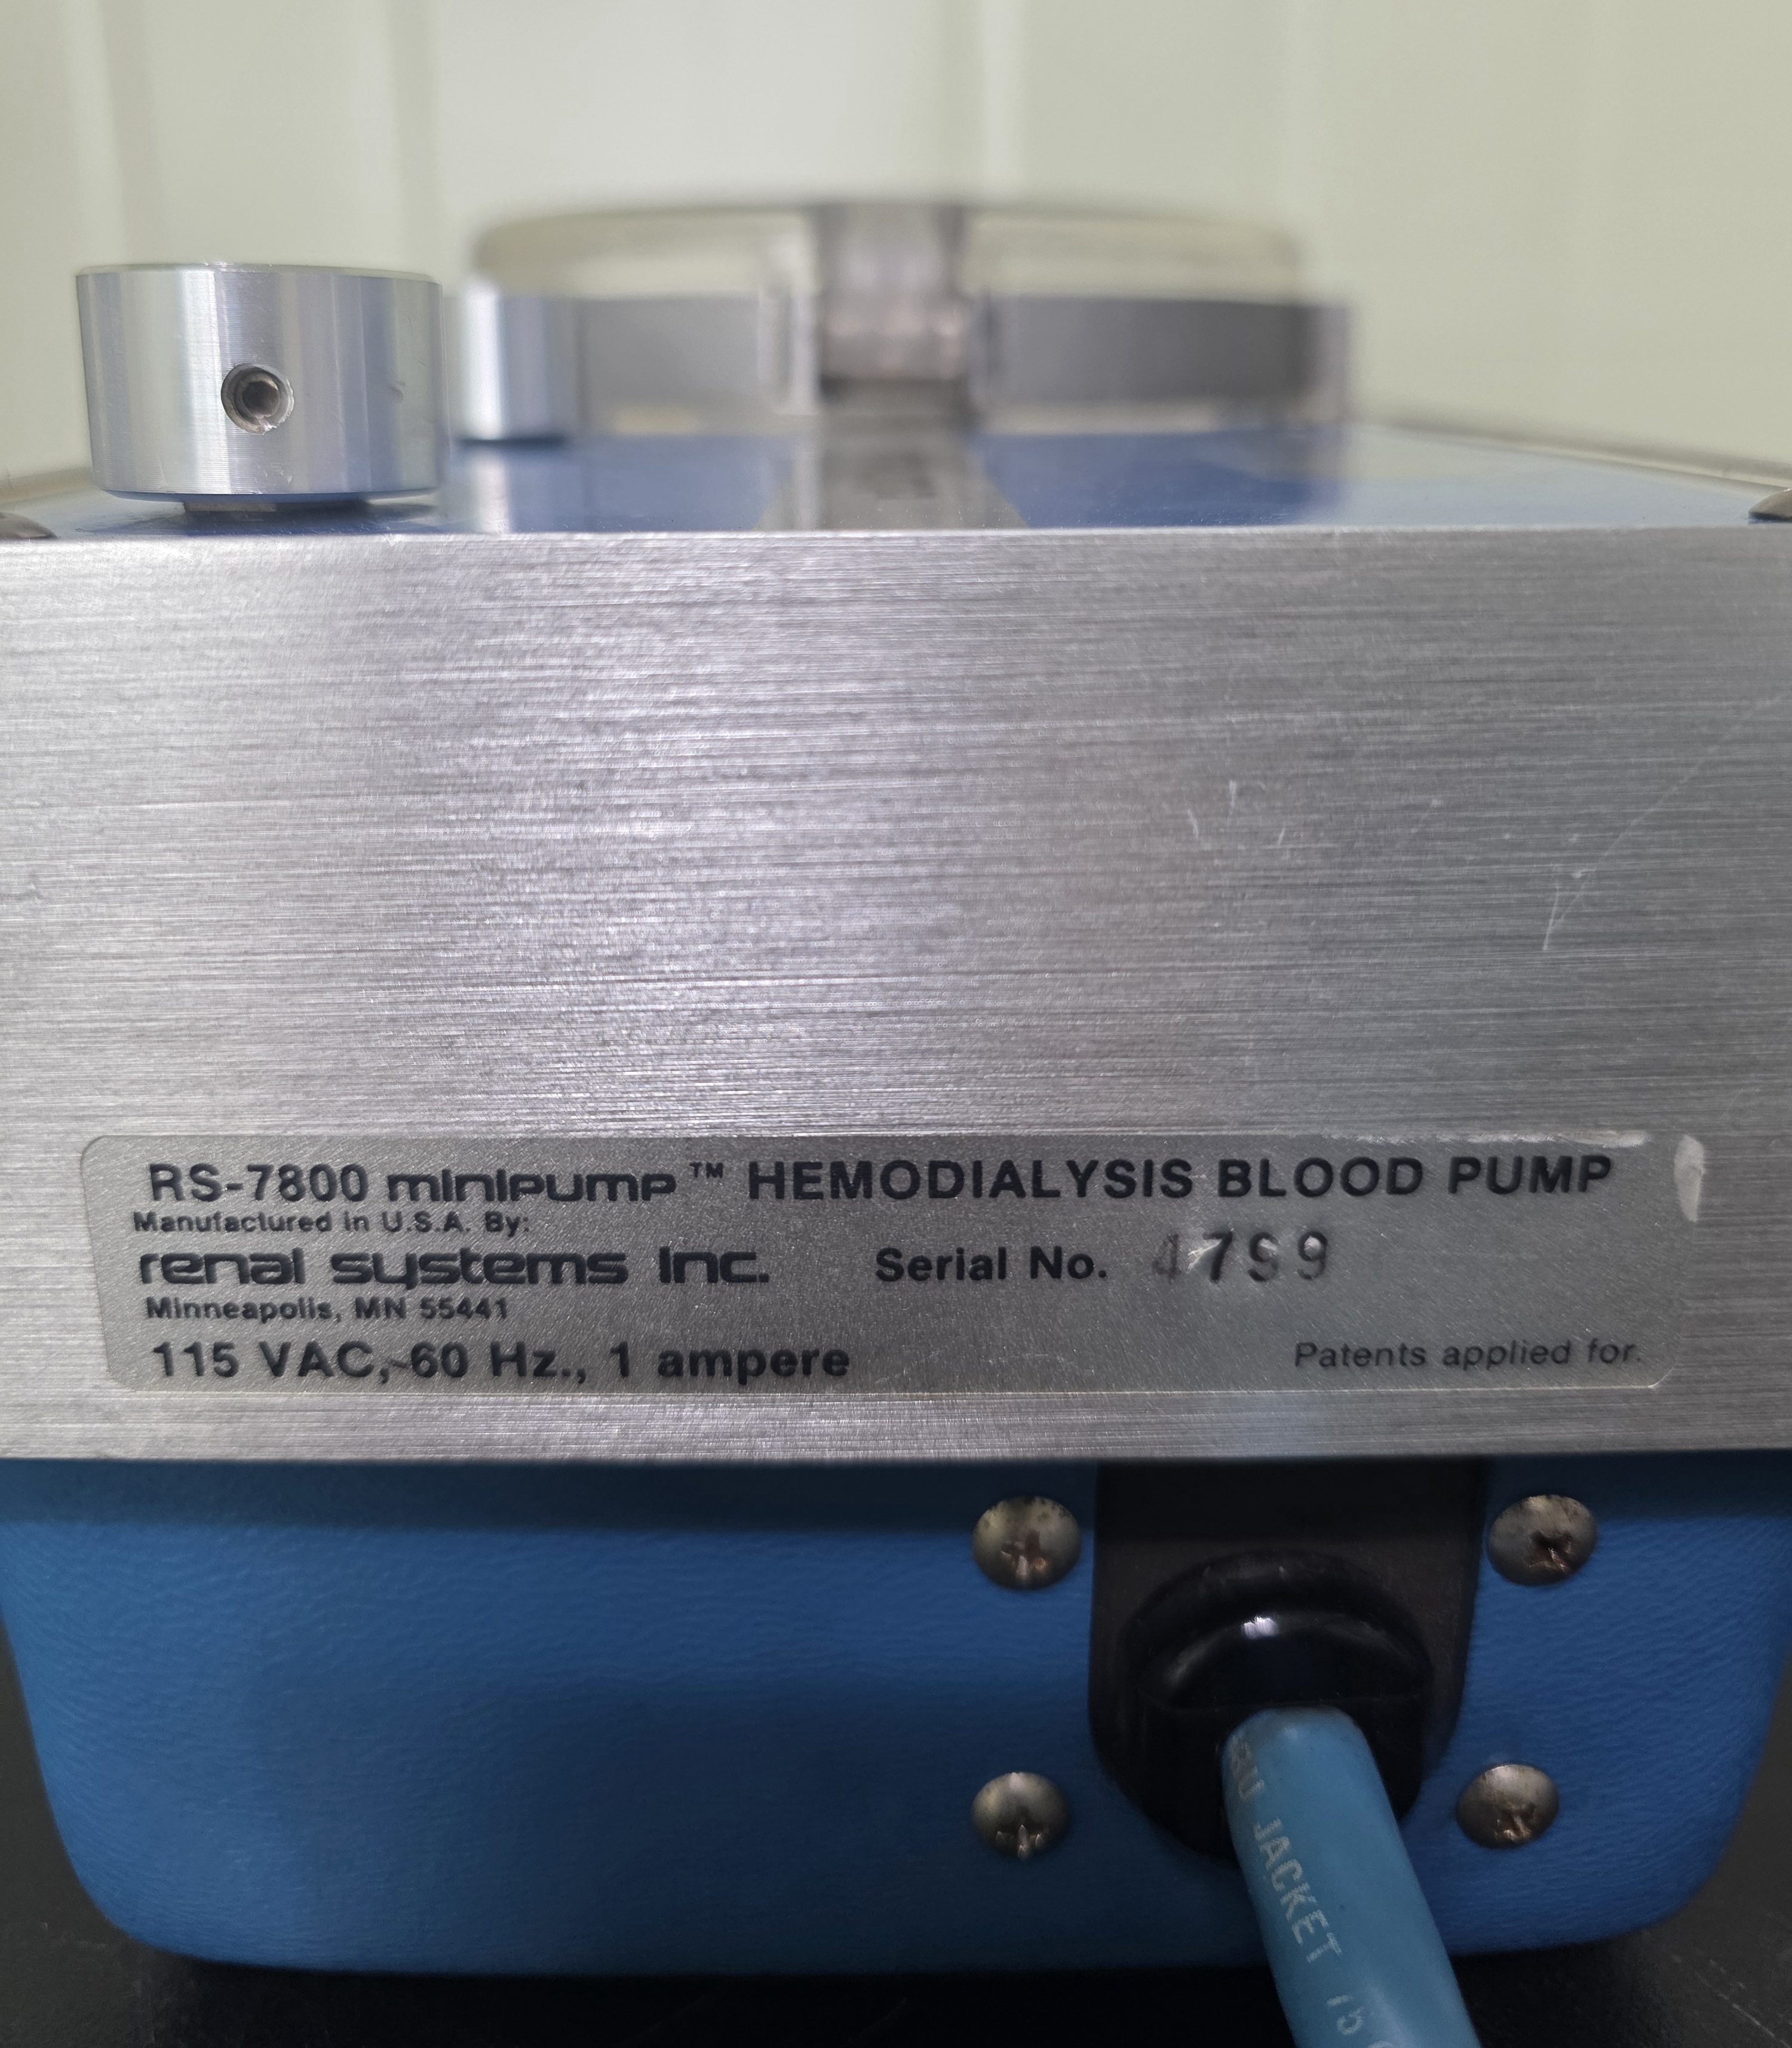 RS-7800 minipump™ HEMODIALYSIS BLOOD PUMP
Manufactured in U.S.A. By:
renal systems Inc. Serial No. 4799
Minneapolis, MN 55441
115 VAC, 60 Hz., 1 ampere
Patents applied for.
JACKET